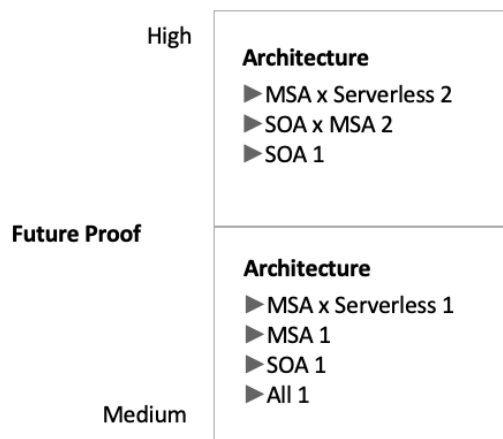 High
Architecture
▶MSA x Serverless 2
▶SOA x MSA 2
▶SOA 1
Future Proof
Architecture
▶MSA x Serverless 1
▶MSA 1
▶SOA 1
▶All 1
Medium